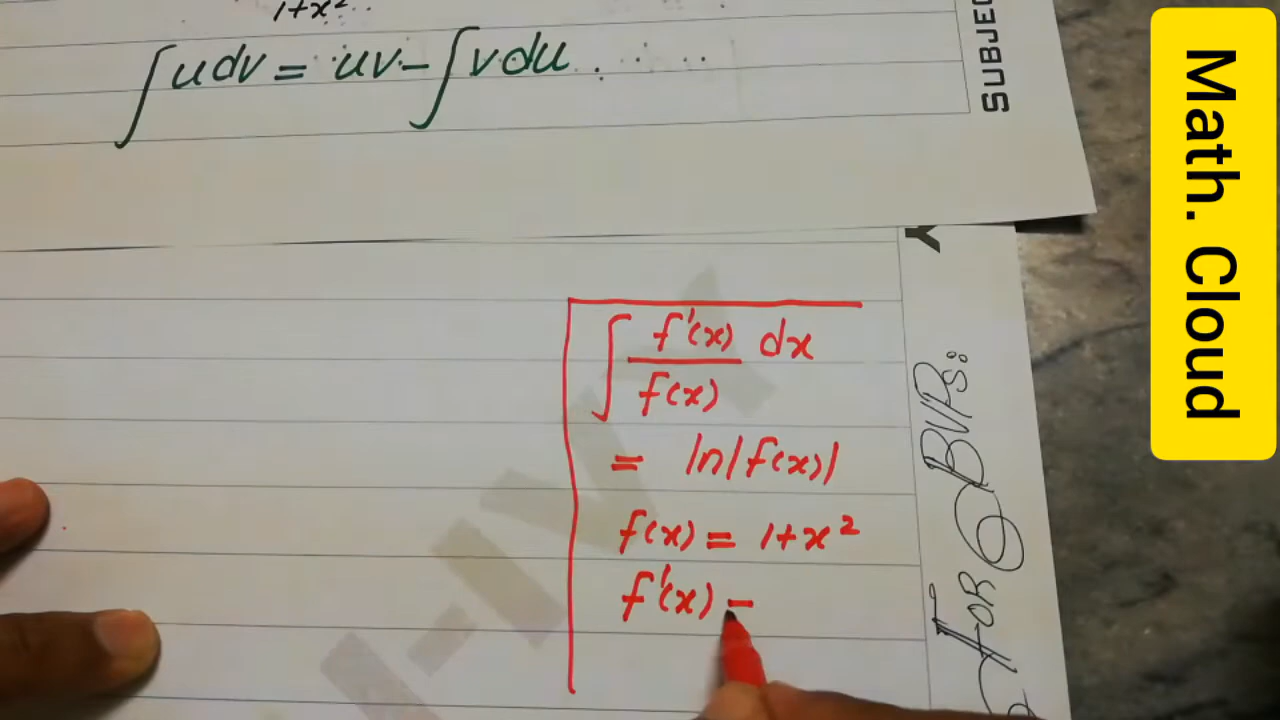 1+x²
∫udv = uv-∫vdu.
SUBJEC
Math. Cloud
Y
∫ f'(x)/f(x) dx
= ln|f(x)|
f(x) = 1+x²
f'(x) =
FOR BVPs: